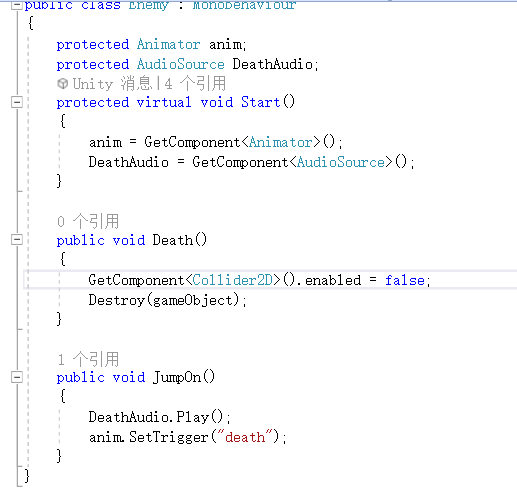 public class Enemy : MonoBehaviour
{
protected Animator anim;
protected AudioSource DeathAudio;
Unity 消息|4 个引用
protected virtual void Start()
{
anim = GetComponent<Animator>();
DeathAudio = GetComponent<AudioSource>();
}
0 个引用
public void Death()
{
GetComponent<Collider2D>().enabled = false;
Destroy(gameObject);
}
1 个引用
public void JumpOn()
{
DeathAudio.Play();
anim.SetTrigger("death");
}
}